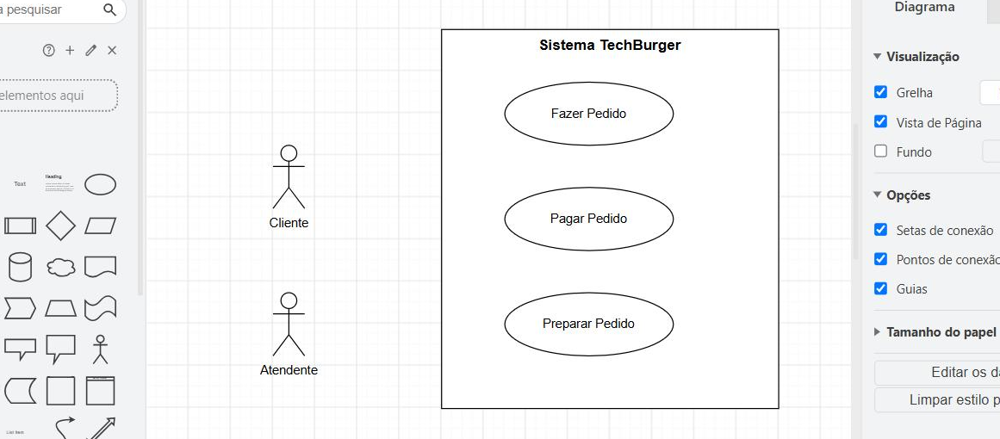 a pesquisar
elementos aqui
Text
Heading
List Item
Sistema TechBurger
Fazer Pedido
Pagar Pedido
Preparar Pedido
Cliente
Atendente
Diagrama
Visualização
Grelha
Vista de Página
Fundo
Opções
Setas de conexão
Pontos de conexão
Guias
Tamanho do papel
Editar os da
Limpar estilo p